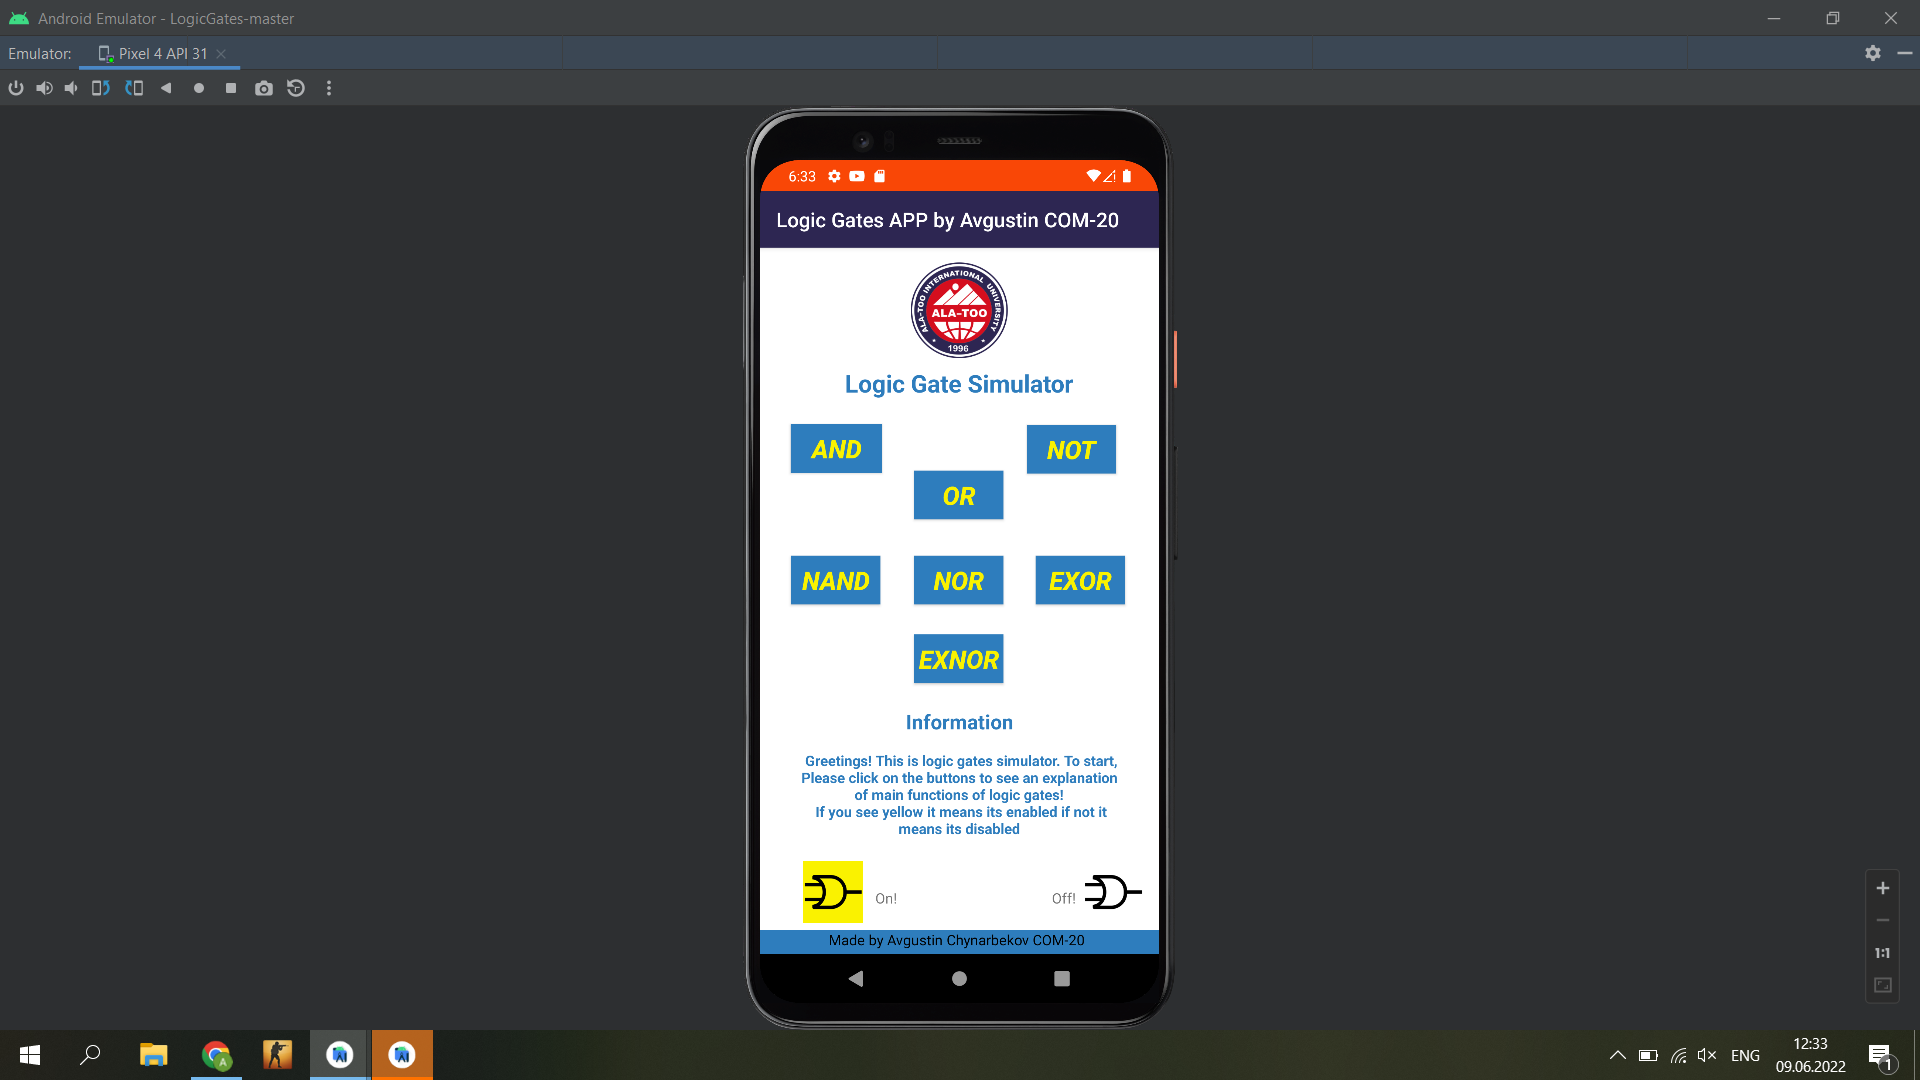 Android Emulator - LogicGates-master
Emulator:
Pixel 4 API 31
6:33
Logic Gates APP by Avgustin COM-20
ALA-TOO INTERNATIONAL UNIVERSITY
ALA-TOO
1996
Logic Gate Simulator
AND
NOT
OR
NAND
NOR
EXOR
EXNOR
Information
Greetings! This is logic gates simulator. To start,
Please click on the buttons to see an explanation
of main functions of logic gates!
If you see yellow it means its enabled if not it
means its disabled
On!
Off!
Made by Avgustin Chynarbekov COM-20
1:1
A
ENG
12:33
09.06.2022
1